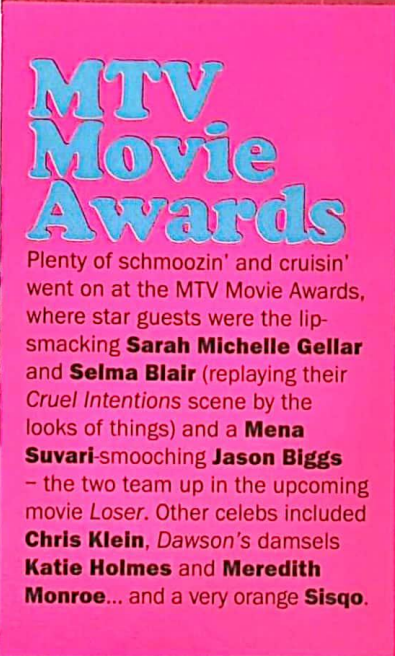 MTV
Movie
Awards
Plenty of schmoozin' and cruisin'
went on at the MTV Movie Awards,
where star guests were the lip-
smacking Sarah Michelle Gellar
and Selma Blair (replaying their
Cruel Intentions scene by the
looks of things) and a Mena
Suvari-smooching Jason Biggs
– the two team up in the upcoming
movie Loser. Other celebs included
Chris Klein, Dawson's damsels
Katie Holmes and Meredith
Monroe... and a very orange Sisqo.